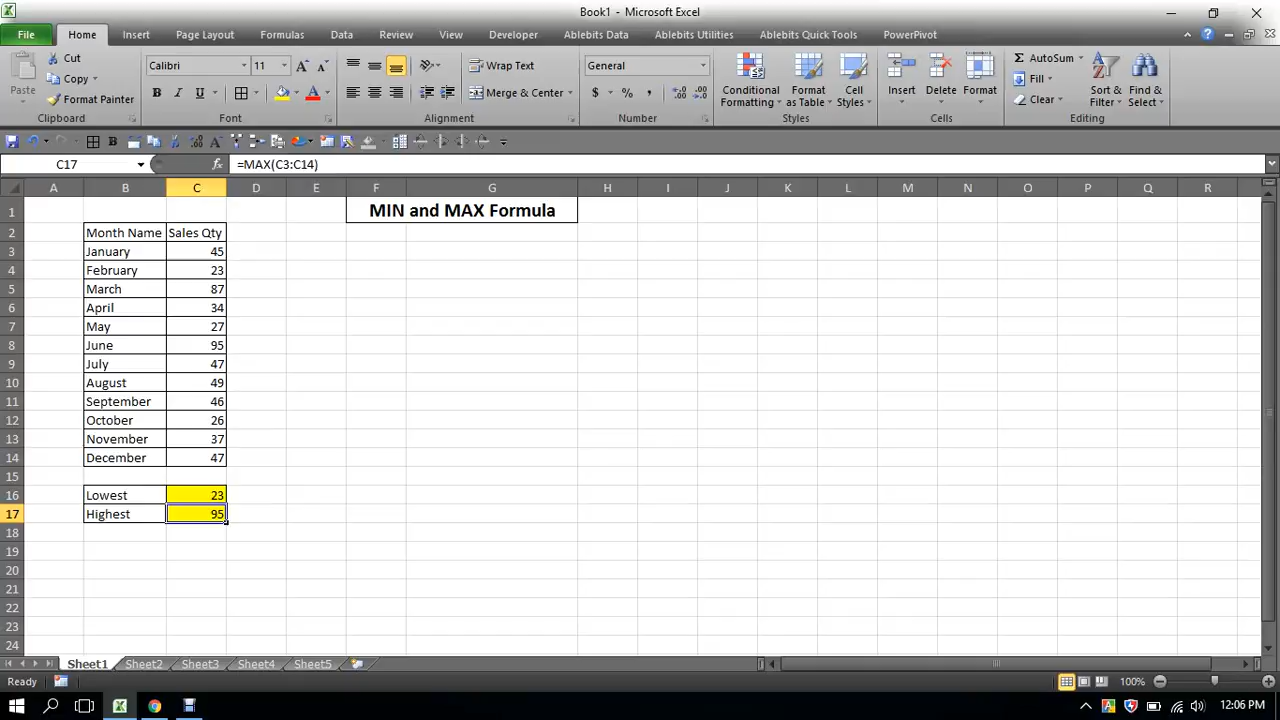 Book1 - Microsoft Excel
File Home Insert Page Layout Formulas Data Review View Developer Ablebits Data Ablebits Utilities Ablebits Quick Tools PowerPivot
Paste
Cut
Copy
Format Painter
Clipboard
Calibri 11
B I U
Font
Wrap Text
Merge & Center
Alignment
General
$ % ,
Number
Conditional Formatting
Format as Table
Cell Styles
Styles
Insert Delete Format
Cells
AutoSum
Fill
Clear
Sort & Filter
Find & Select
Editing
C17 fx =MAX(C3:C14)
A B C D E F G H I J K L M N O P Q R
1 MIN and MAX Formula
2 Month Name Sales Qty
3 January 45
4 February 23
5 March 87
6 April 34
7 May 27
8 June 95
9 July 47
10 August 49
11 September 46
12 October 26
13 November 37
14 December 47
15
16 Lowest 23
17 Highest 95
18
19
20
21
22
23
24
Sheet1 Sheet2 Sheet3 Sheet4 Sheet5
Ready 100%
12:06 PM